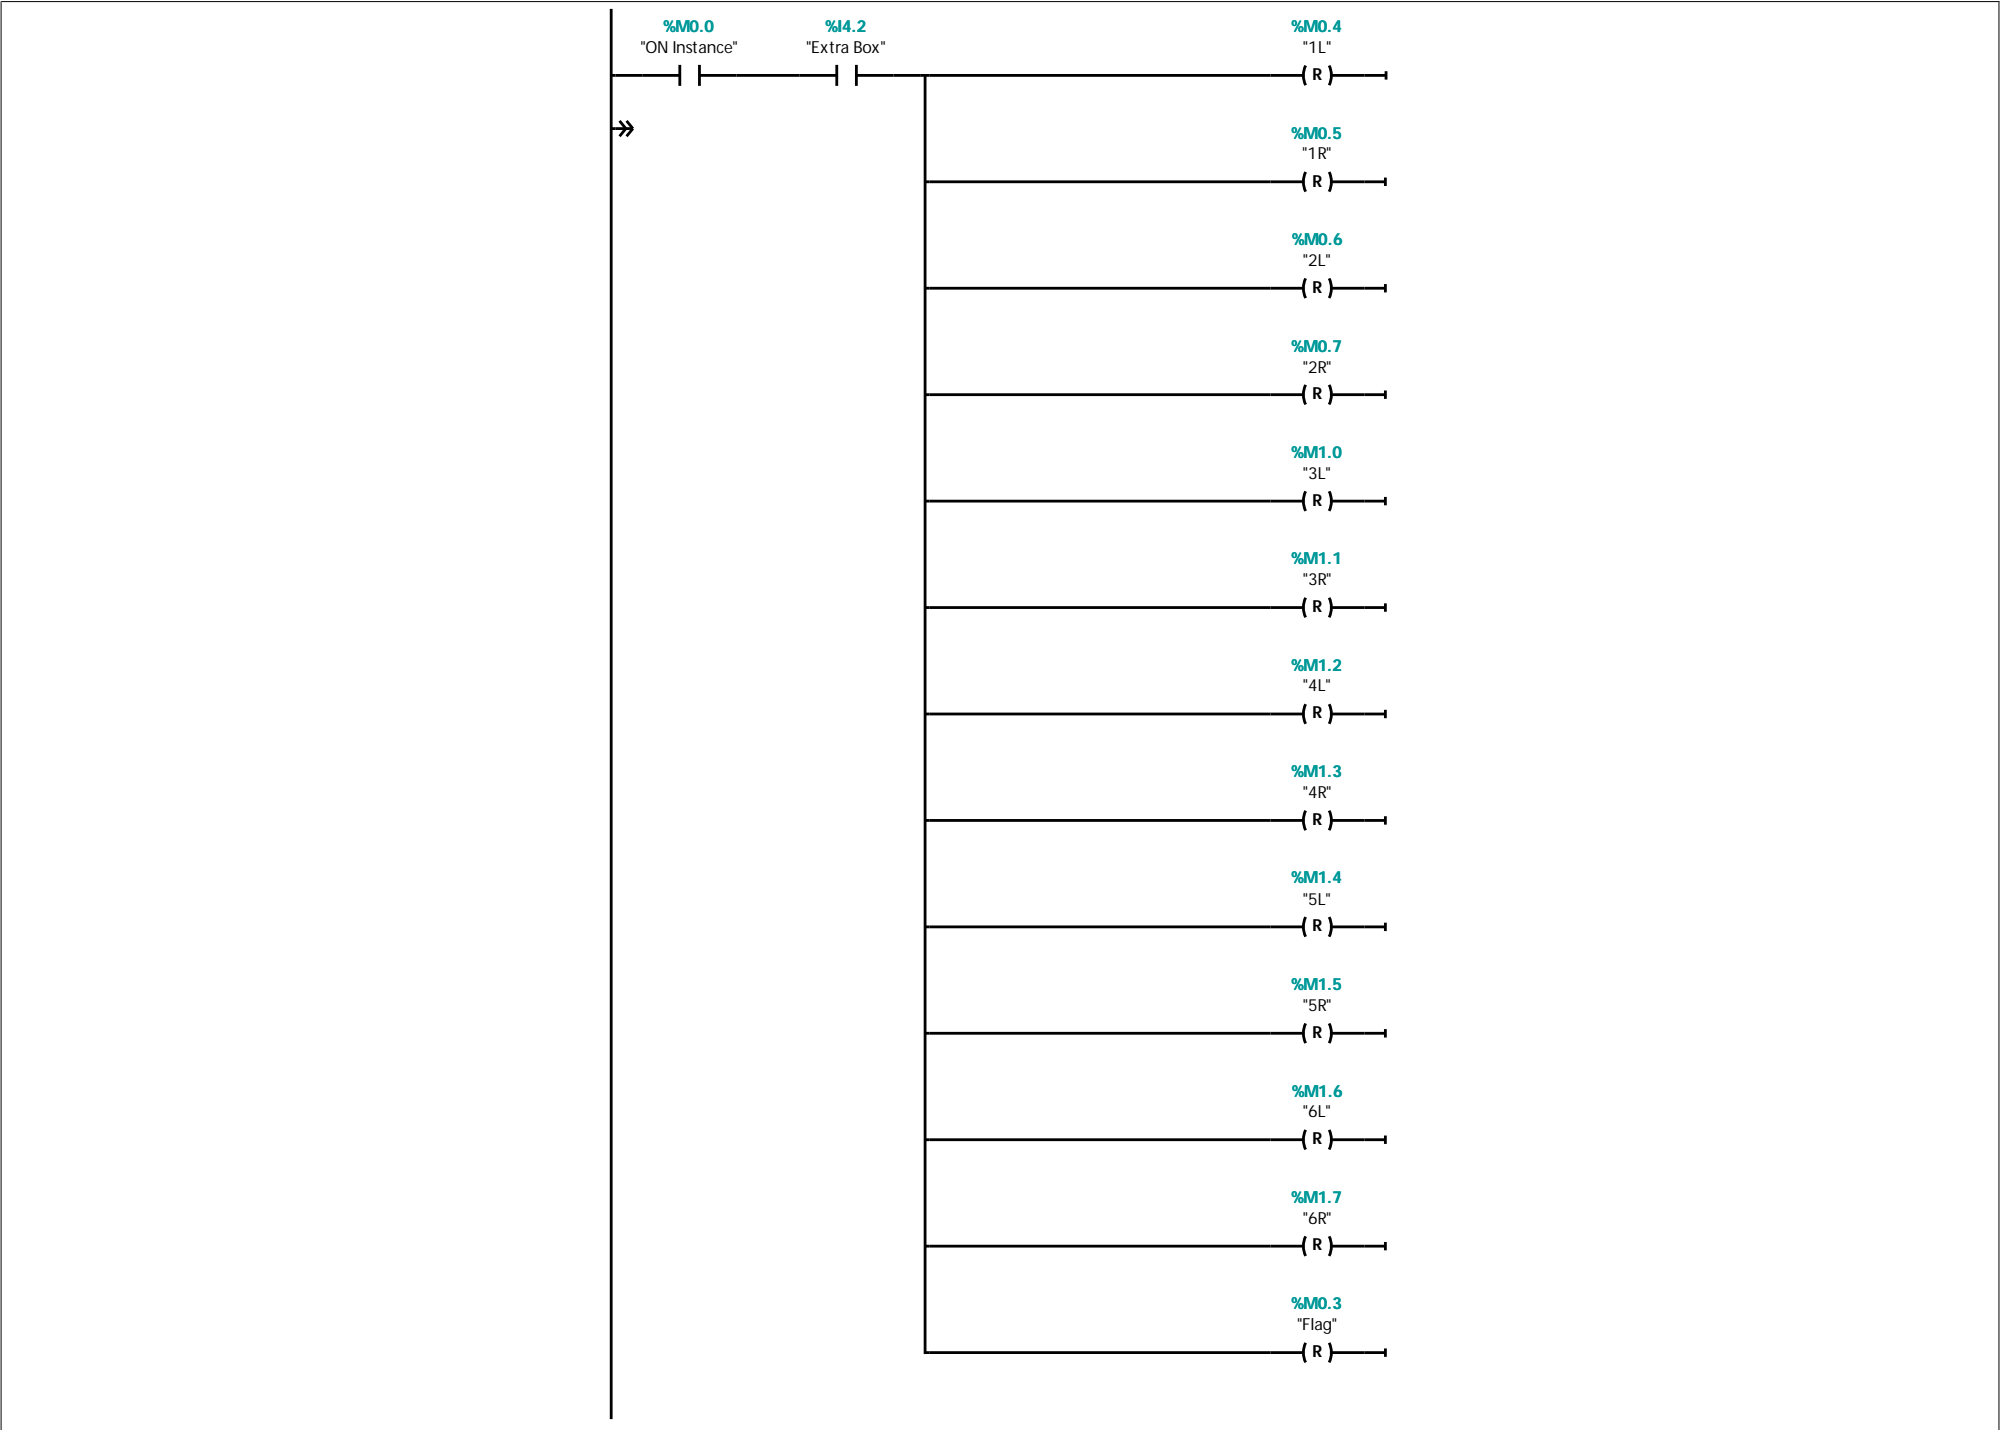 %M0.0
"ON Instance"
%I4.2
"Extra Box"
%M0.4
"1L"
R
%M0.5
"1R"
R
%M0.6
"2L"
R
%M0.7
"2R"
R
%M1.0
"3L"
R
%M1.1
"3R"
R
%M1.2
"4L"
R
%M1.3
"4R"
R
%M1.4
"5L"
R
%M1.5
"5R"
R
%M1.6
"6L"
R
%M1.7
"6R"
R
%M0.3
"Flag"
R